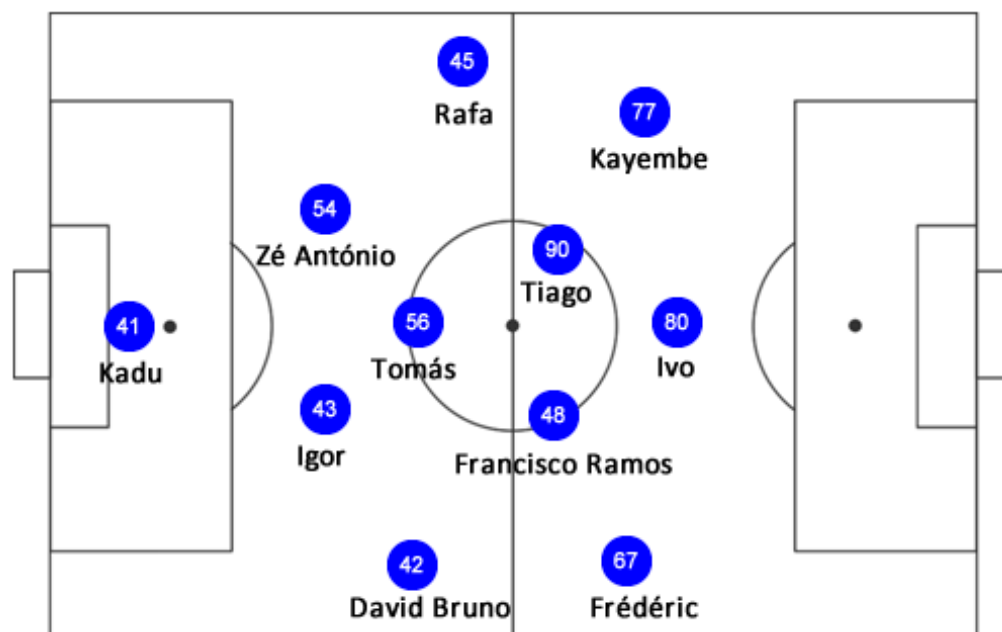 45
Rafa
77
Kayembe
54
Zé António
90
Tiago
41
Kadu
56
Tomás
80
Ivo
43
Igor
48
Francisco Ramos
42
David Bruno
67
Frédéric